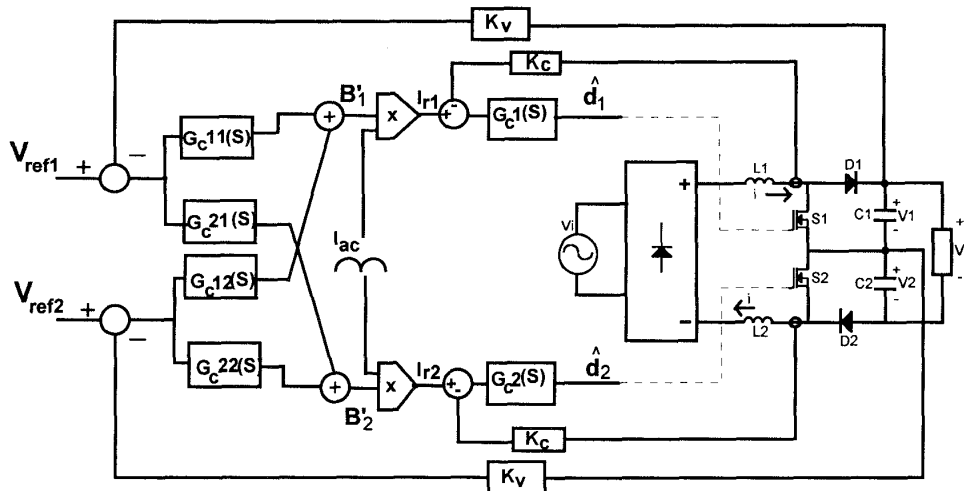 Kv
Kc
B'1
Ir1
d̂1
x
+-
Gc1(S)
+
Gc11(S)
Vref1
+
−
Gc21(S)
Iac
Gc12(S)
Vref2
+
−
Gc22(S
+
B'2
x
Ir2
+-
Gc2(S)
d̂2
Kc
Kv
Vi
+
−
L1
i
D1
S1
C1
+
V1
-
S2
C2
+
V2
-
i
L2
D2
+
V
-